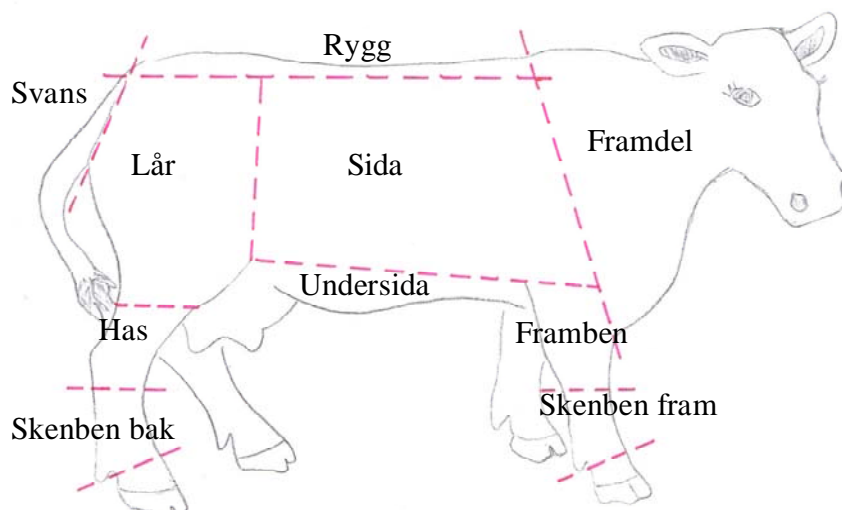 Rygg
Svans
Framdel
Lår
Sida
Undersida
Has
Framben
Skenben fram
Skenben bak